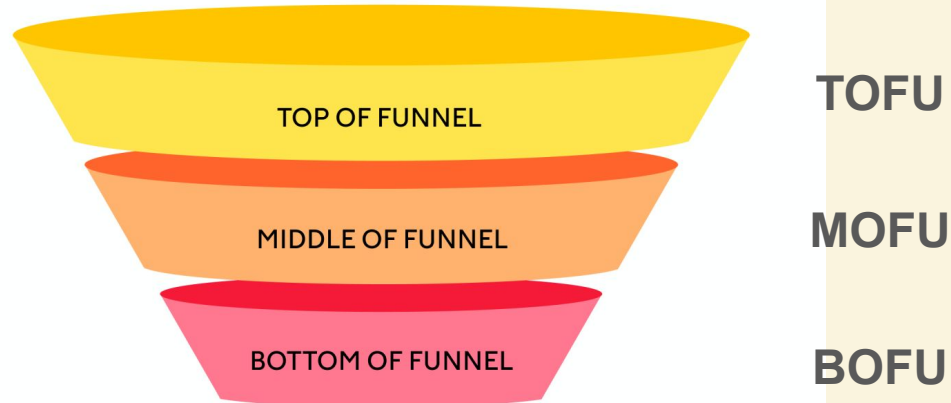 TOP OF FUNNEL
TOFU
MIDDLE OF FUNNEL
MOFU
BOTTOM OF FUNNEL
BOFU